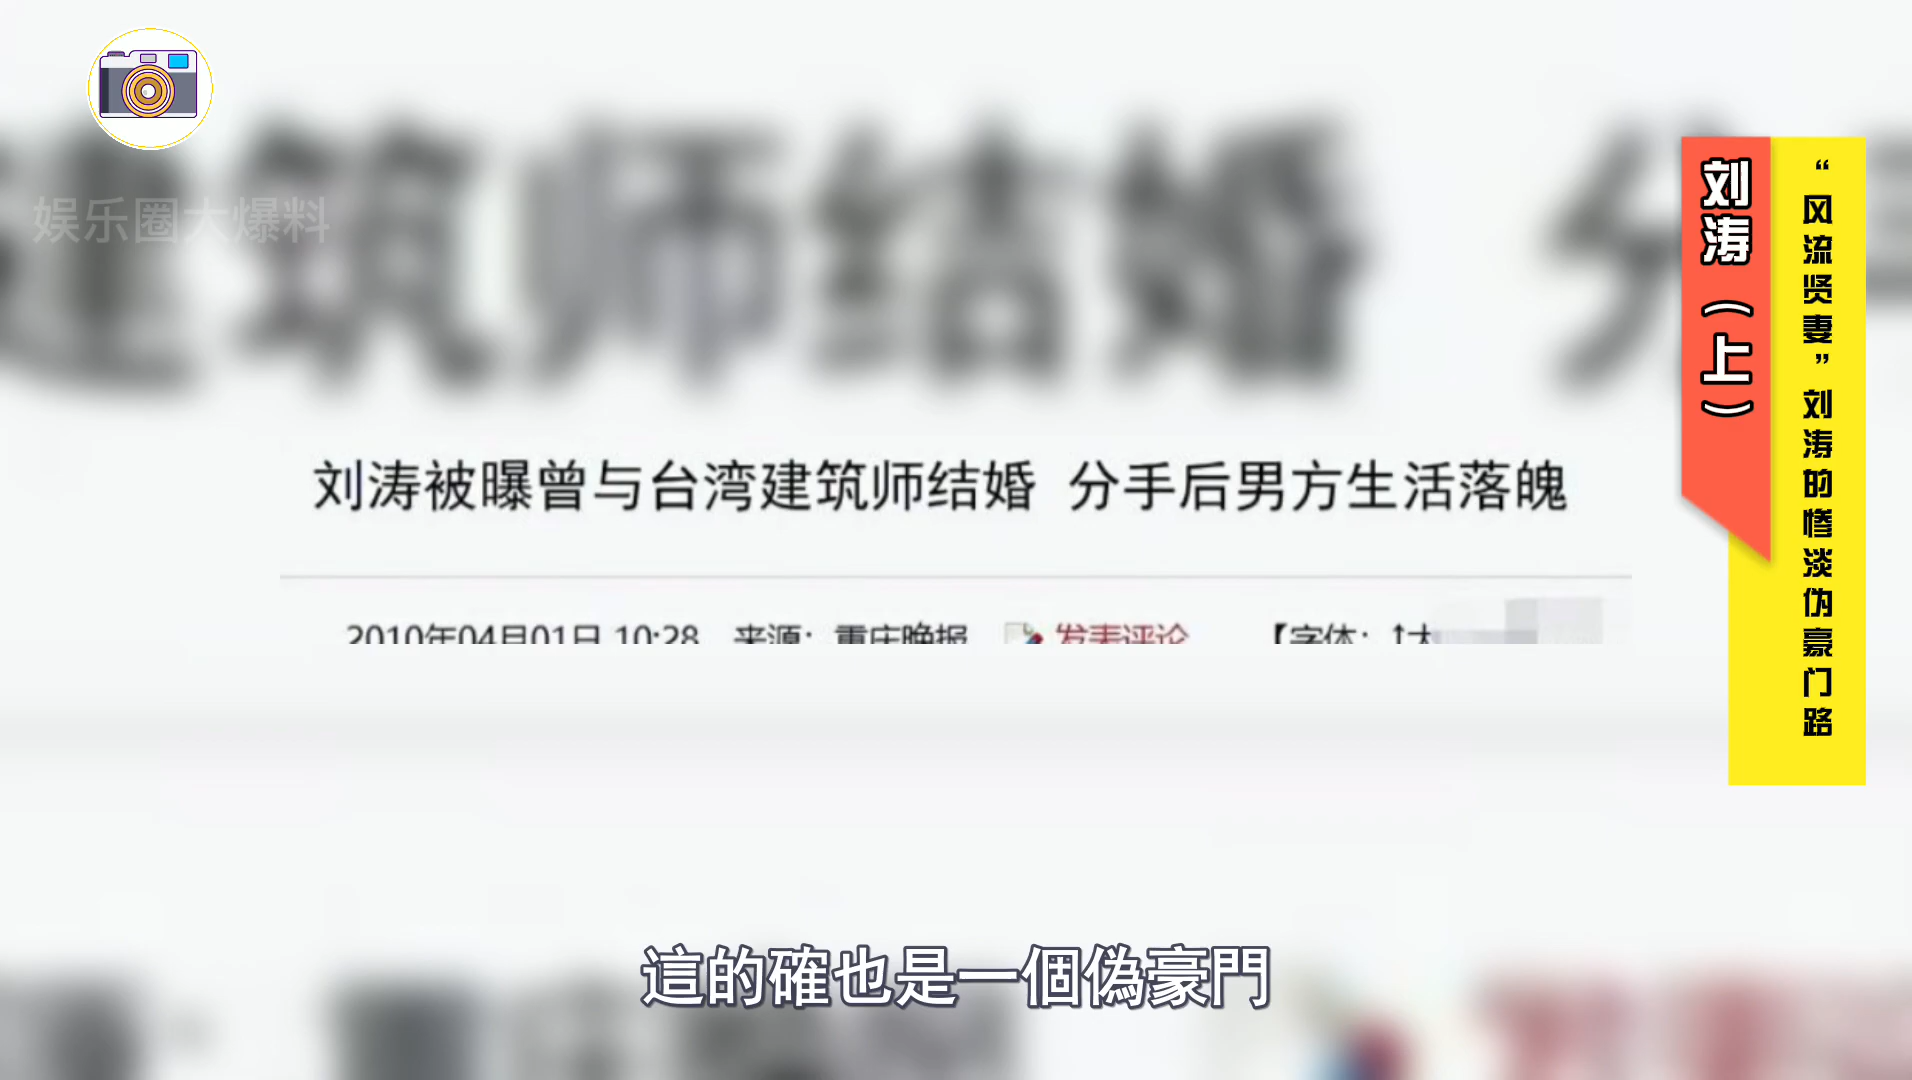 娱乐圈大爆料
建筑师结婚 分手
刘涛（上）
“风流贤妻”刘涛的惨淡伪豪门路
刘涛被曝曾与台湾建筑师结婚 分手后男方生活落魄
2010年04月01日 10:28 来源：重庆晚报 发表评论 【字体：↑大
這的確也是一個偽豪門